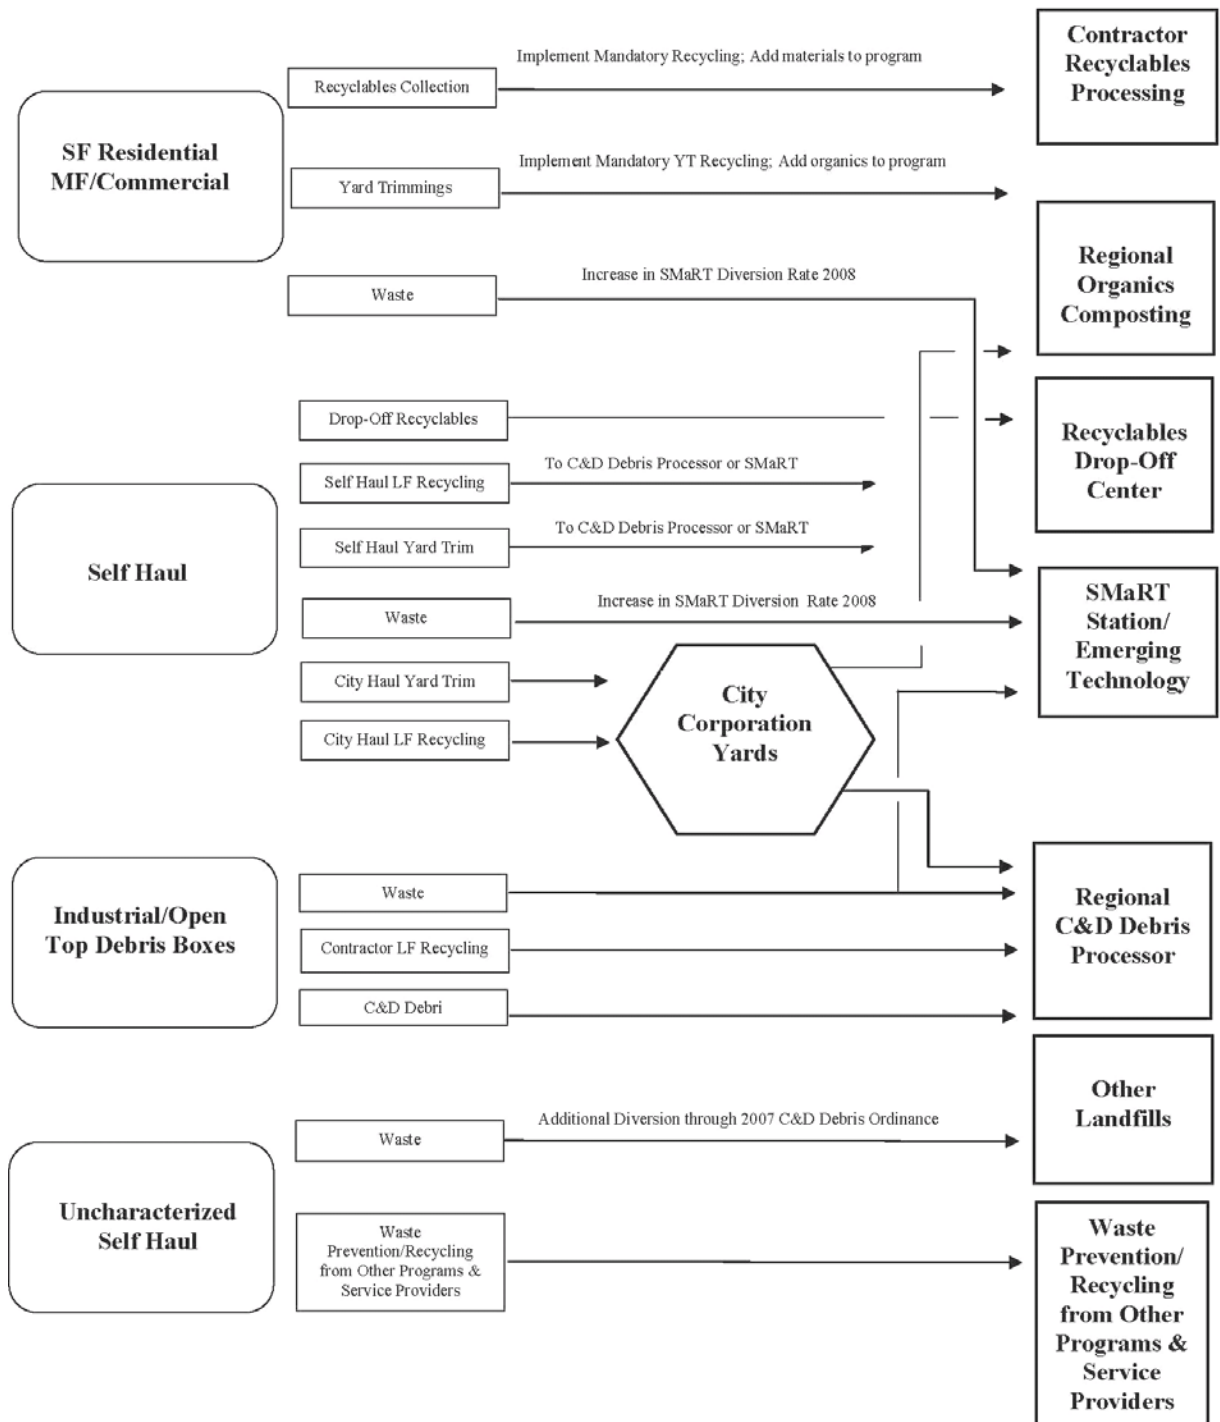 Contractor
Recyclables
Processing
Implement Mandatory Recycling; Add materials to program
Recyclables Collection
SF Residential
MF/Commercial
Implement Mandatory YT Recycling; Add organics to program
Yard Trimmings
Regional
Organics
Composting
Increase in SMaRT Diversion Rate 2008
Waste
Drop-Off Recyclables
Recyclables
Drop-Off
Center
To C&D Debris Processor or SMaRT
Self Haul LF Recycling
To C&D Debris Processor or SMaRT
Self Haul Yard Trim
Self Haul
SMaRT
Station/
Emerging
Technology
Increase in SMaRT Diversion Rate 2008
Waste
City Haul Yard Trim
City Haul LF Recycling
City
Corporation
Yards
Industrial/Open
Top Debris Boxes
Waste
Contractor LF Recycling
C&D Debri
Regional
C&D Debris
Processor
Other
Landfills
Additional Diversion through 2007 C&D Debris Ordinance
Waste
Uncharacterized
Self Haul
Waste
Prevention/Recycling
from Other Programs &
Service Providers
Waste
Prevention/
Recycling
from Other
Programs &
Service
Providers